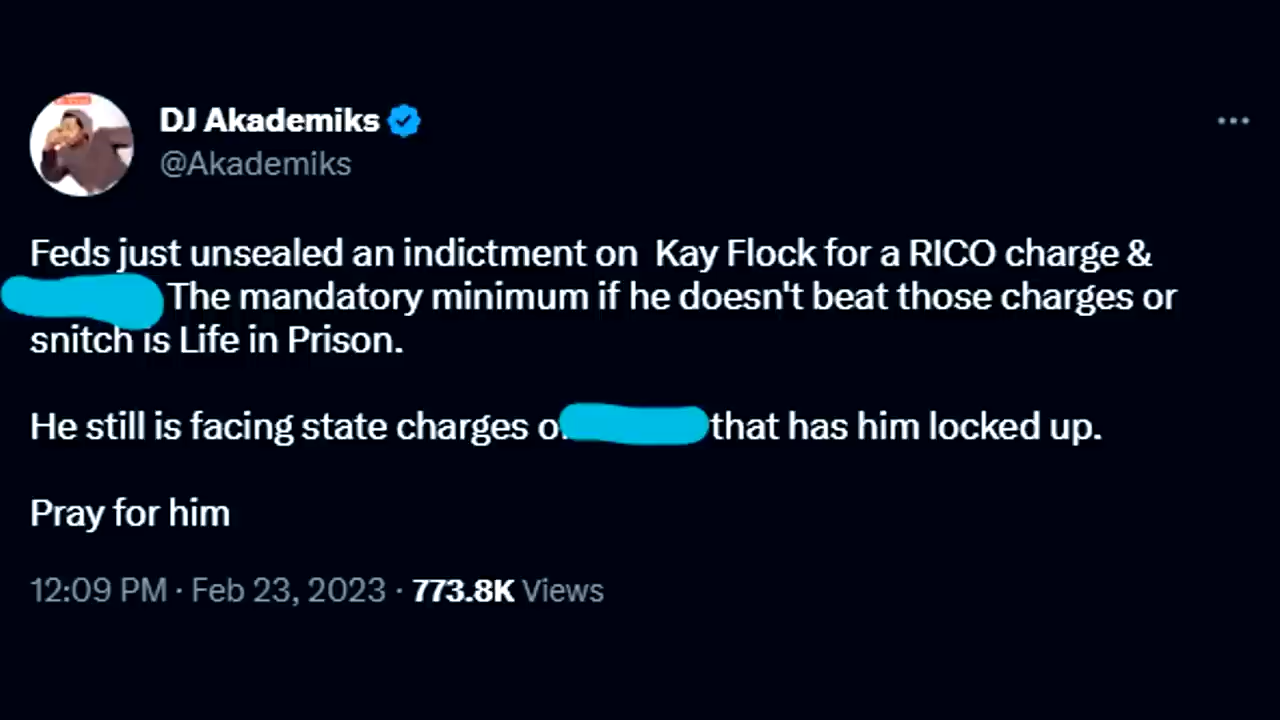 DJ Akademiks
@Akademiks
Feds just unsealed an indictment on Kay Flock for a RICO charge &
The mandatory minimum if he doesn't beat those charges or
snitch is Life in Prison.
He still is facing state charges that has him locked up.
Pray for him
12:09 PM · Feb 23, 2023 · 773.8K Views